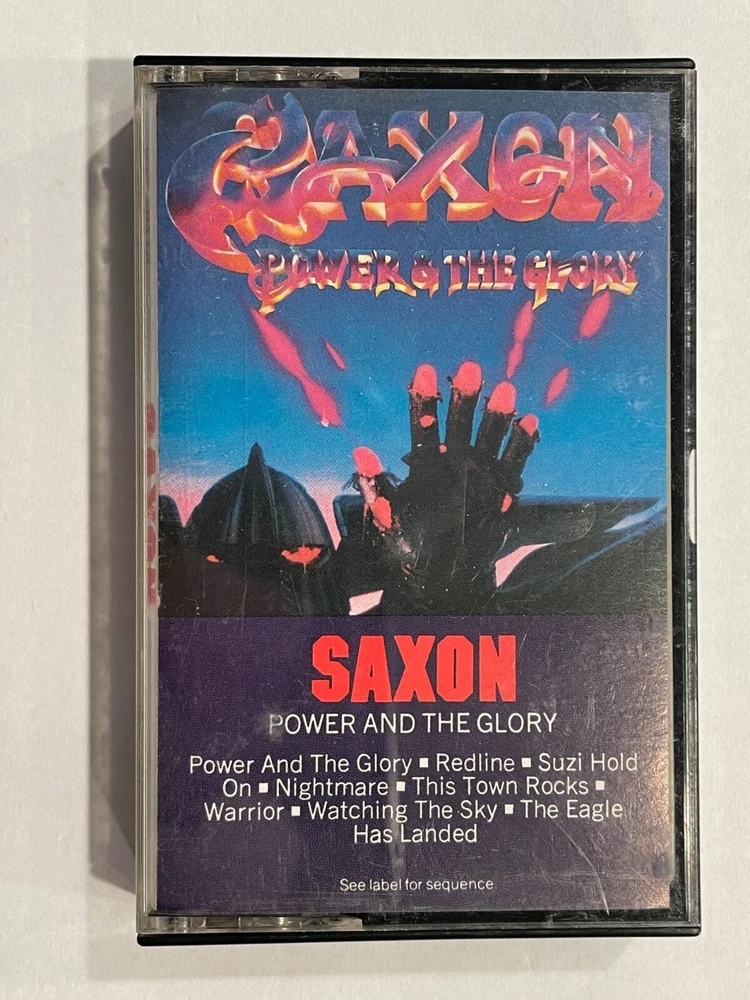 SAXON
POWER & THE GLORY
SAXON
SAXON
POWER AND THE GLORY
Power And The Glory ▪ Redline ▪ Suzi Hold
On ▪ Nightmare ▪ This Town Rocks ▪
Warrior ▪ Watching The Sky ▪ The Eagle
Has Landed
See label for sequence